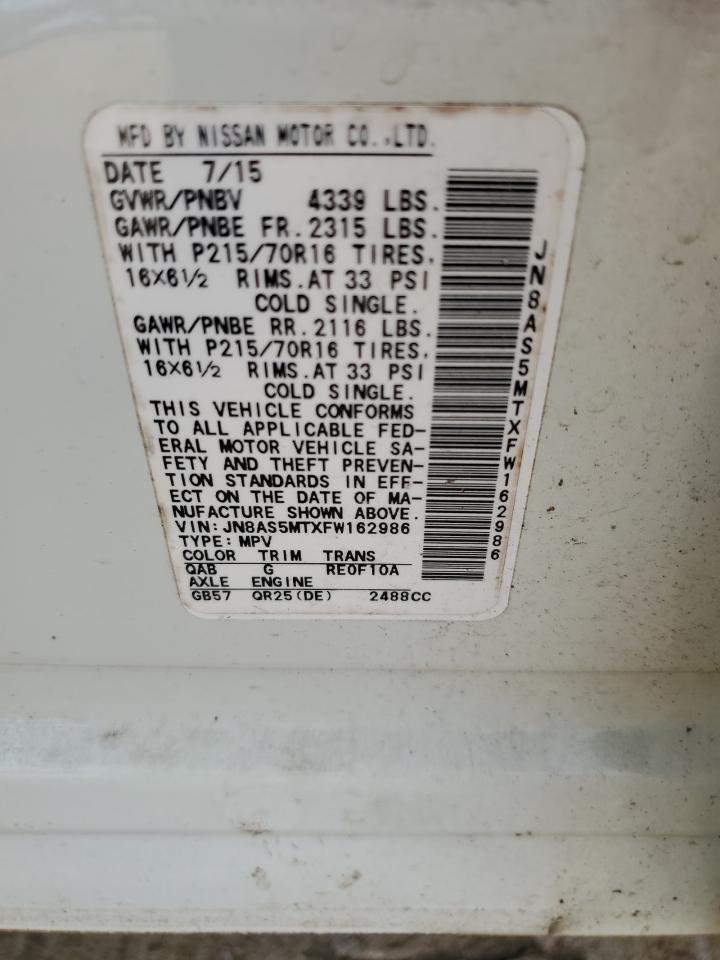 MFD BY NISSAN MOTOR CO.,LTD.
DATE 7/15
GVWR/PNBV 4339 LBS.
GAWR/PNBE FR.2315 LBS.
WITH P215/70R16 TIRES,
16X6½ RIMS.AT 33 PSI
COLD SINGLE.
GAWR/PNBE RR.2116 LBS.
WITH P215/70R16 TIRES,
16X6½ RIMS.AT 33 PSI
COLD SINGLE.
THIS VEHICLE CONFORMS
TO ALL APPLICABLE FED-
ERAL MOTOR VEHICLE SA-
FETY AND THEFT PREVEN-
TION STANDARDS IN EFF-
ECT ON THE DATE OF MA-
NUFACTURE SHOWN ABOVE.
VIN:JN8AS5MTXFW162986
TYPE:MPV
COLOR TRIM TRANS
QAB G RE0F10A
AXLE ENGINE
GB57 QR25(DE) 2488CC
JN8AS5MTXFW162986